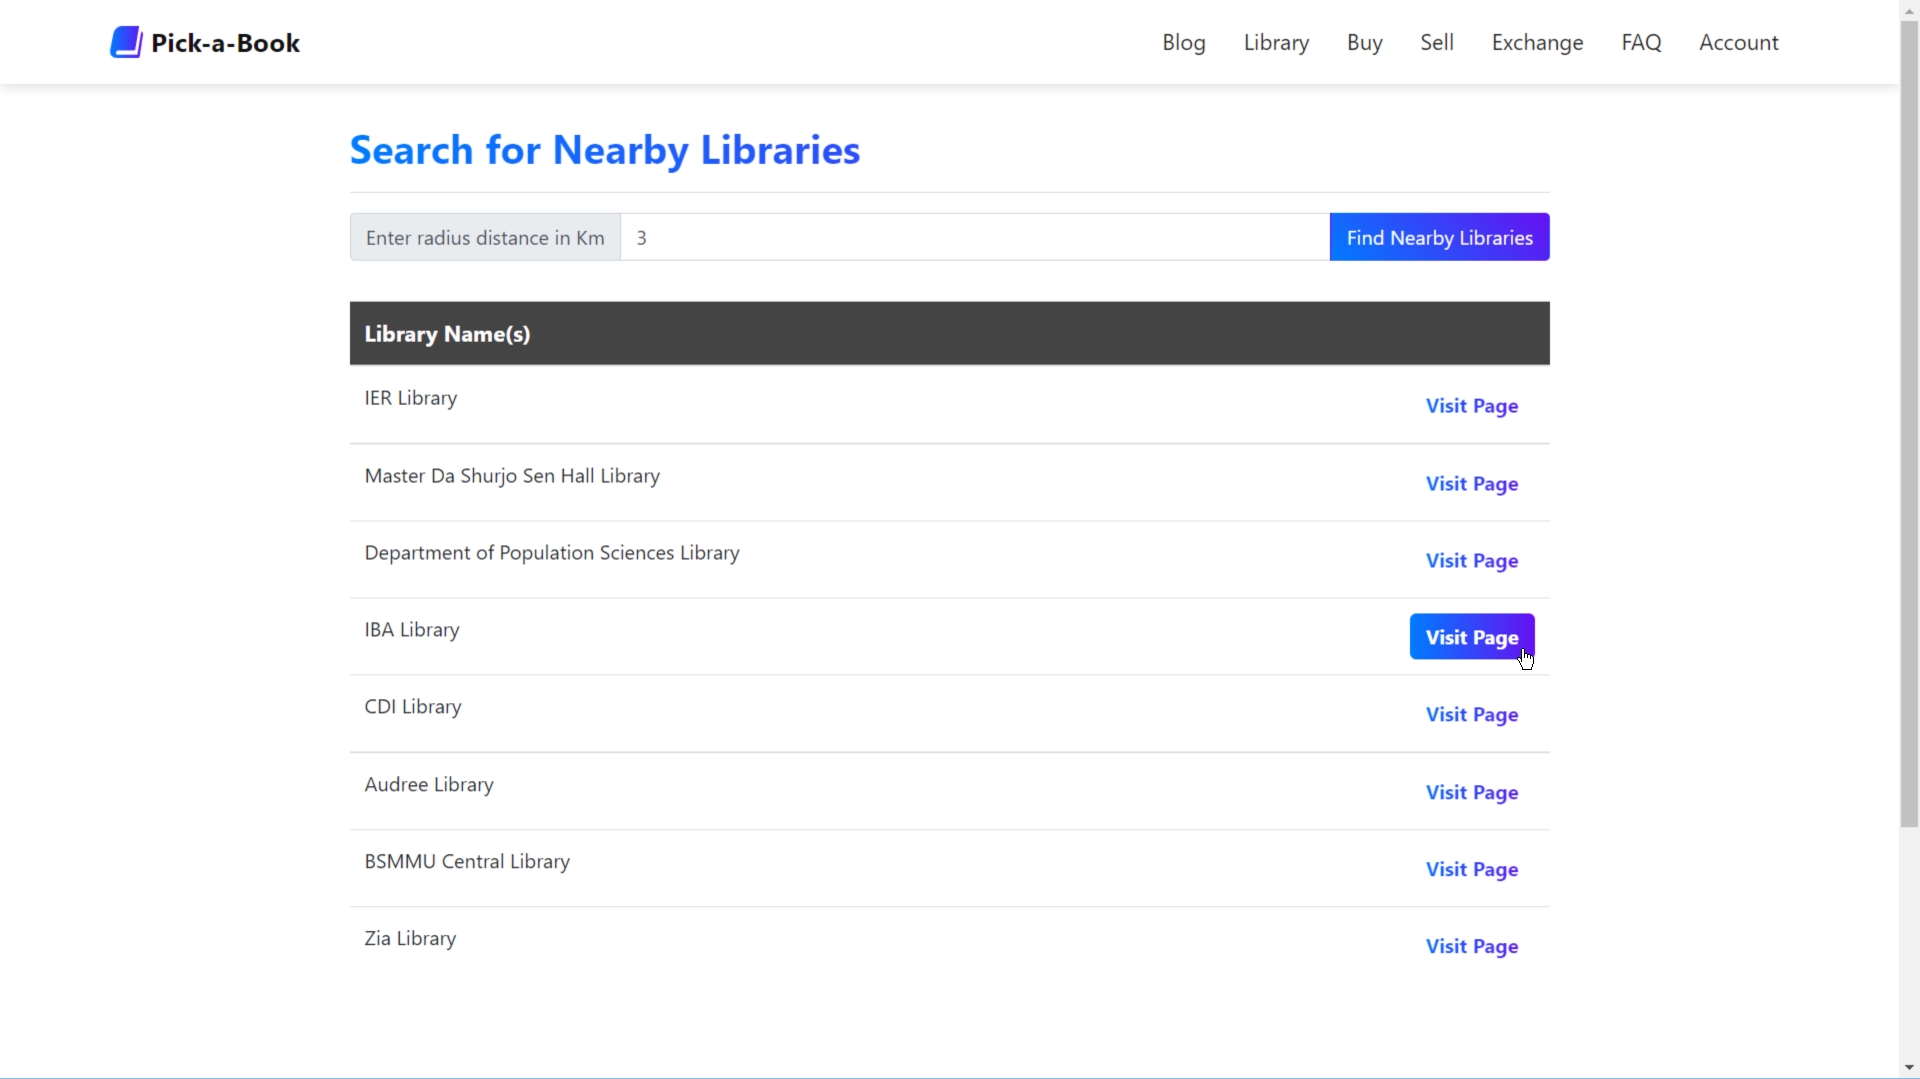 Pick-a-Book
Blog Library Buy Sell Exchange FAQ Account
Search for Nearby Libraries
Enter radius distance in Km 3 Find Nearby Libraries
Library Name(s)
IER Library Visit Page
Master Da Shurjo Sen Hall Library Visit Page
Department of Population Sciences Library Visit Page
IBA Library Visit Page
CDI Library Visit Page
Audree Library Visit Page
BSMMU Central Library Visit Page
Zia Library Visit Page